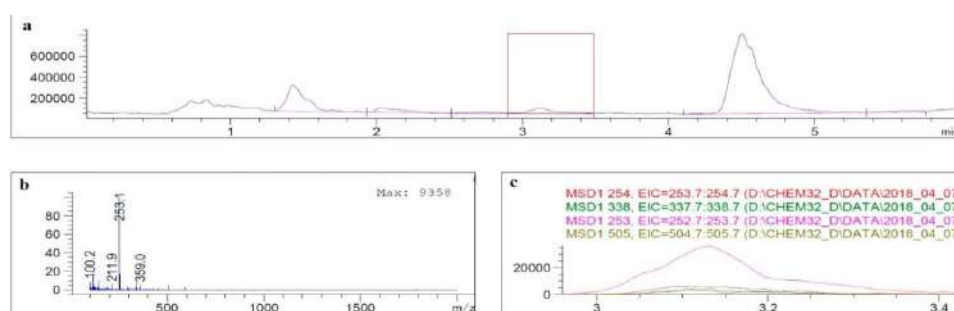 a
600000
400000
200000
1 2 3 4 5 mi
b
Max: 9358
80
60
40
20
0
100.2
211.9
253.1
359.0
500 1000 1500 m/z
c
MSD1 254, EIC=253.7:254.7 (D:\CHEM32_D\DATA\2018_04_07
MSD1 338, EIC=337.7:338.7 (D:\CHEM32_D\DATA\2018_04_07
MSD1 253, EIC=252.7:253.7 (D:\CHEM32_D\DATA\2018_04_07
MSD1 505, EIC=504.7:505.7 (D:\CHEM32_D\DATA\2018_04_07
20000
0
3 3.2 3.4